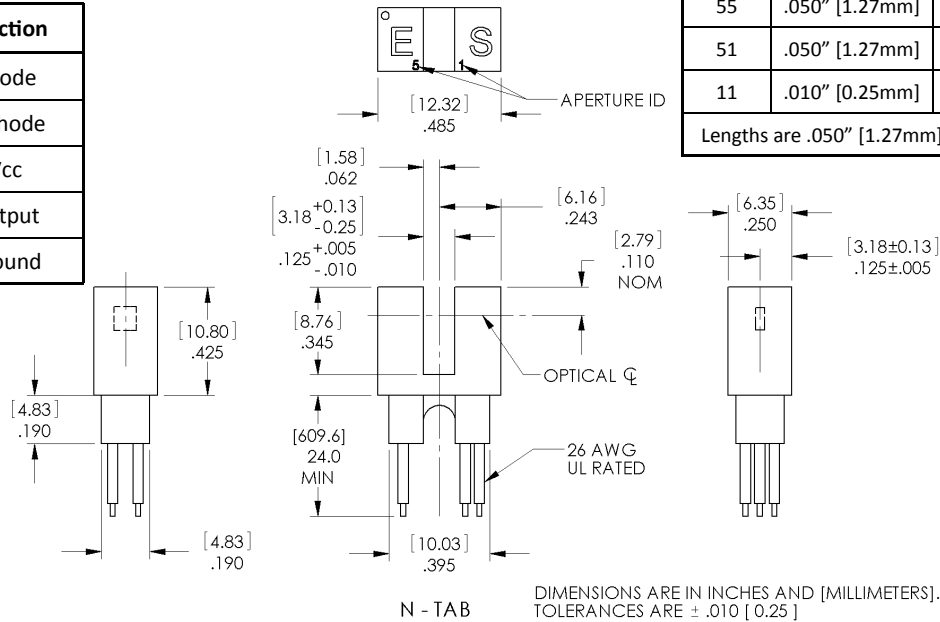 ction
ode
node
cc
tput
ound
E S
5 1
APERTURE ID
[12.32]
.485
55 .050” [1.27mm]
51 .050” [1.27mm]
11 .010” [0.25mm]
Lengths are .050” [1.27mm]
[1.58]
.062
[3.18 +0.13 -0.25]
.125 +.005 -.010
[6.16]
.243
[2.79]
.110
NOM
[6.35]
.250
[3.18±0.13]
.125±.005
[10.80]
.425
[8.76]
.345
OPTICAL ℄
[4.83]
.190
[609.6]
24.0
MIN
26 AWG
UL RATED
[4.83]
.190
[10.03]
.395
N - TAB
DIMENSIONS ARE IN INCHES AND [MILLIMETERS].
TOLERANCES ARE ± .010 [ 0.25 ]